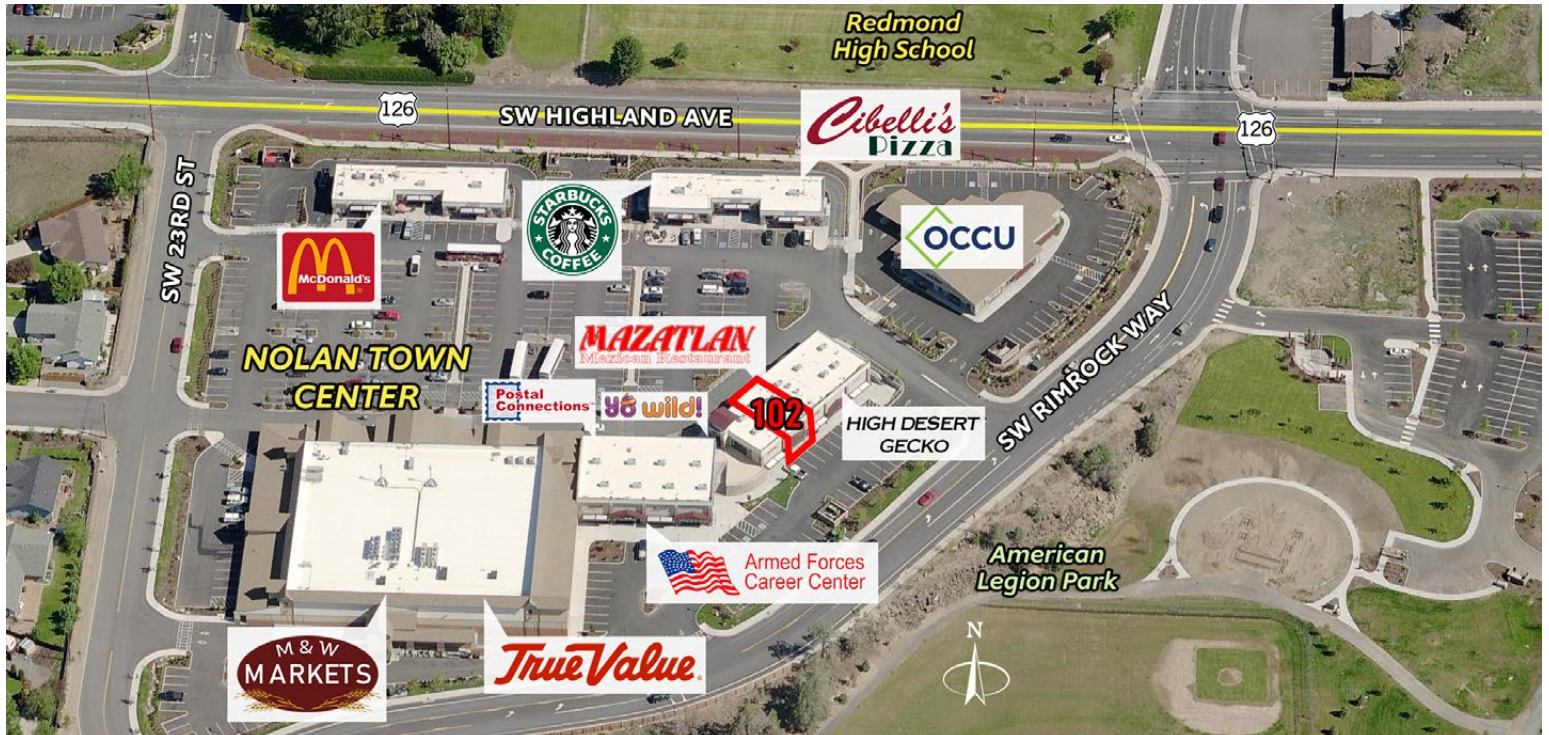 Redmond
High School
126
SW HIGHLAND AVE
Cibelli's
Pizza
126
SW 23RD ST
McDonald's
STARBUCKS
COFFEE
OCCU
MAZATLAN
Mexican Restaurant
NOLAN TOWN
CENTER
Postal
Connections
yo wild!
102
HIGH DESERT
GECKO
SW RIMROCK WAY
Armed Forces
Career Center
American
Legion Park
M & W
MARKETS
True Value.
N